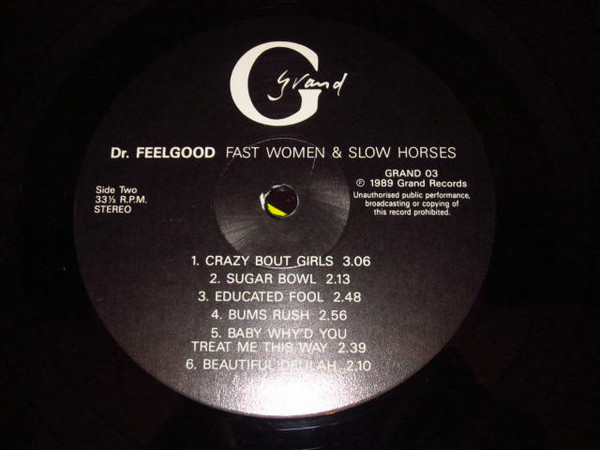 G
grand
Dr. FEELGOOD FAST WOMEN & SLOW HORSES
Side Two
33⅓ R.P.M.
STEREO
GRAND 03
℗ 1989 Grand Records
Unauthorised public performance,
broadcasting or copying of
this record prohibited.
1. CRAZY BOUT GIRLS 3.06
2. SUGAR BOWL 2.13
3. EDUCATED FOOL 2.48
4. BUMS RUSH 2.56
5. BABY WHY'D YOU
TREAT ME THIS WAY 2.39
6. BEAUTIFUL DELILAH 2.10